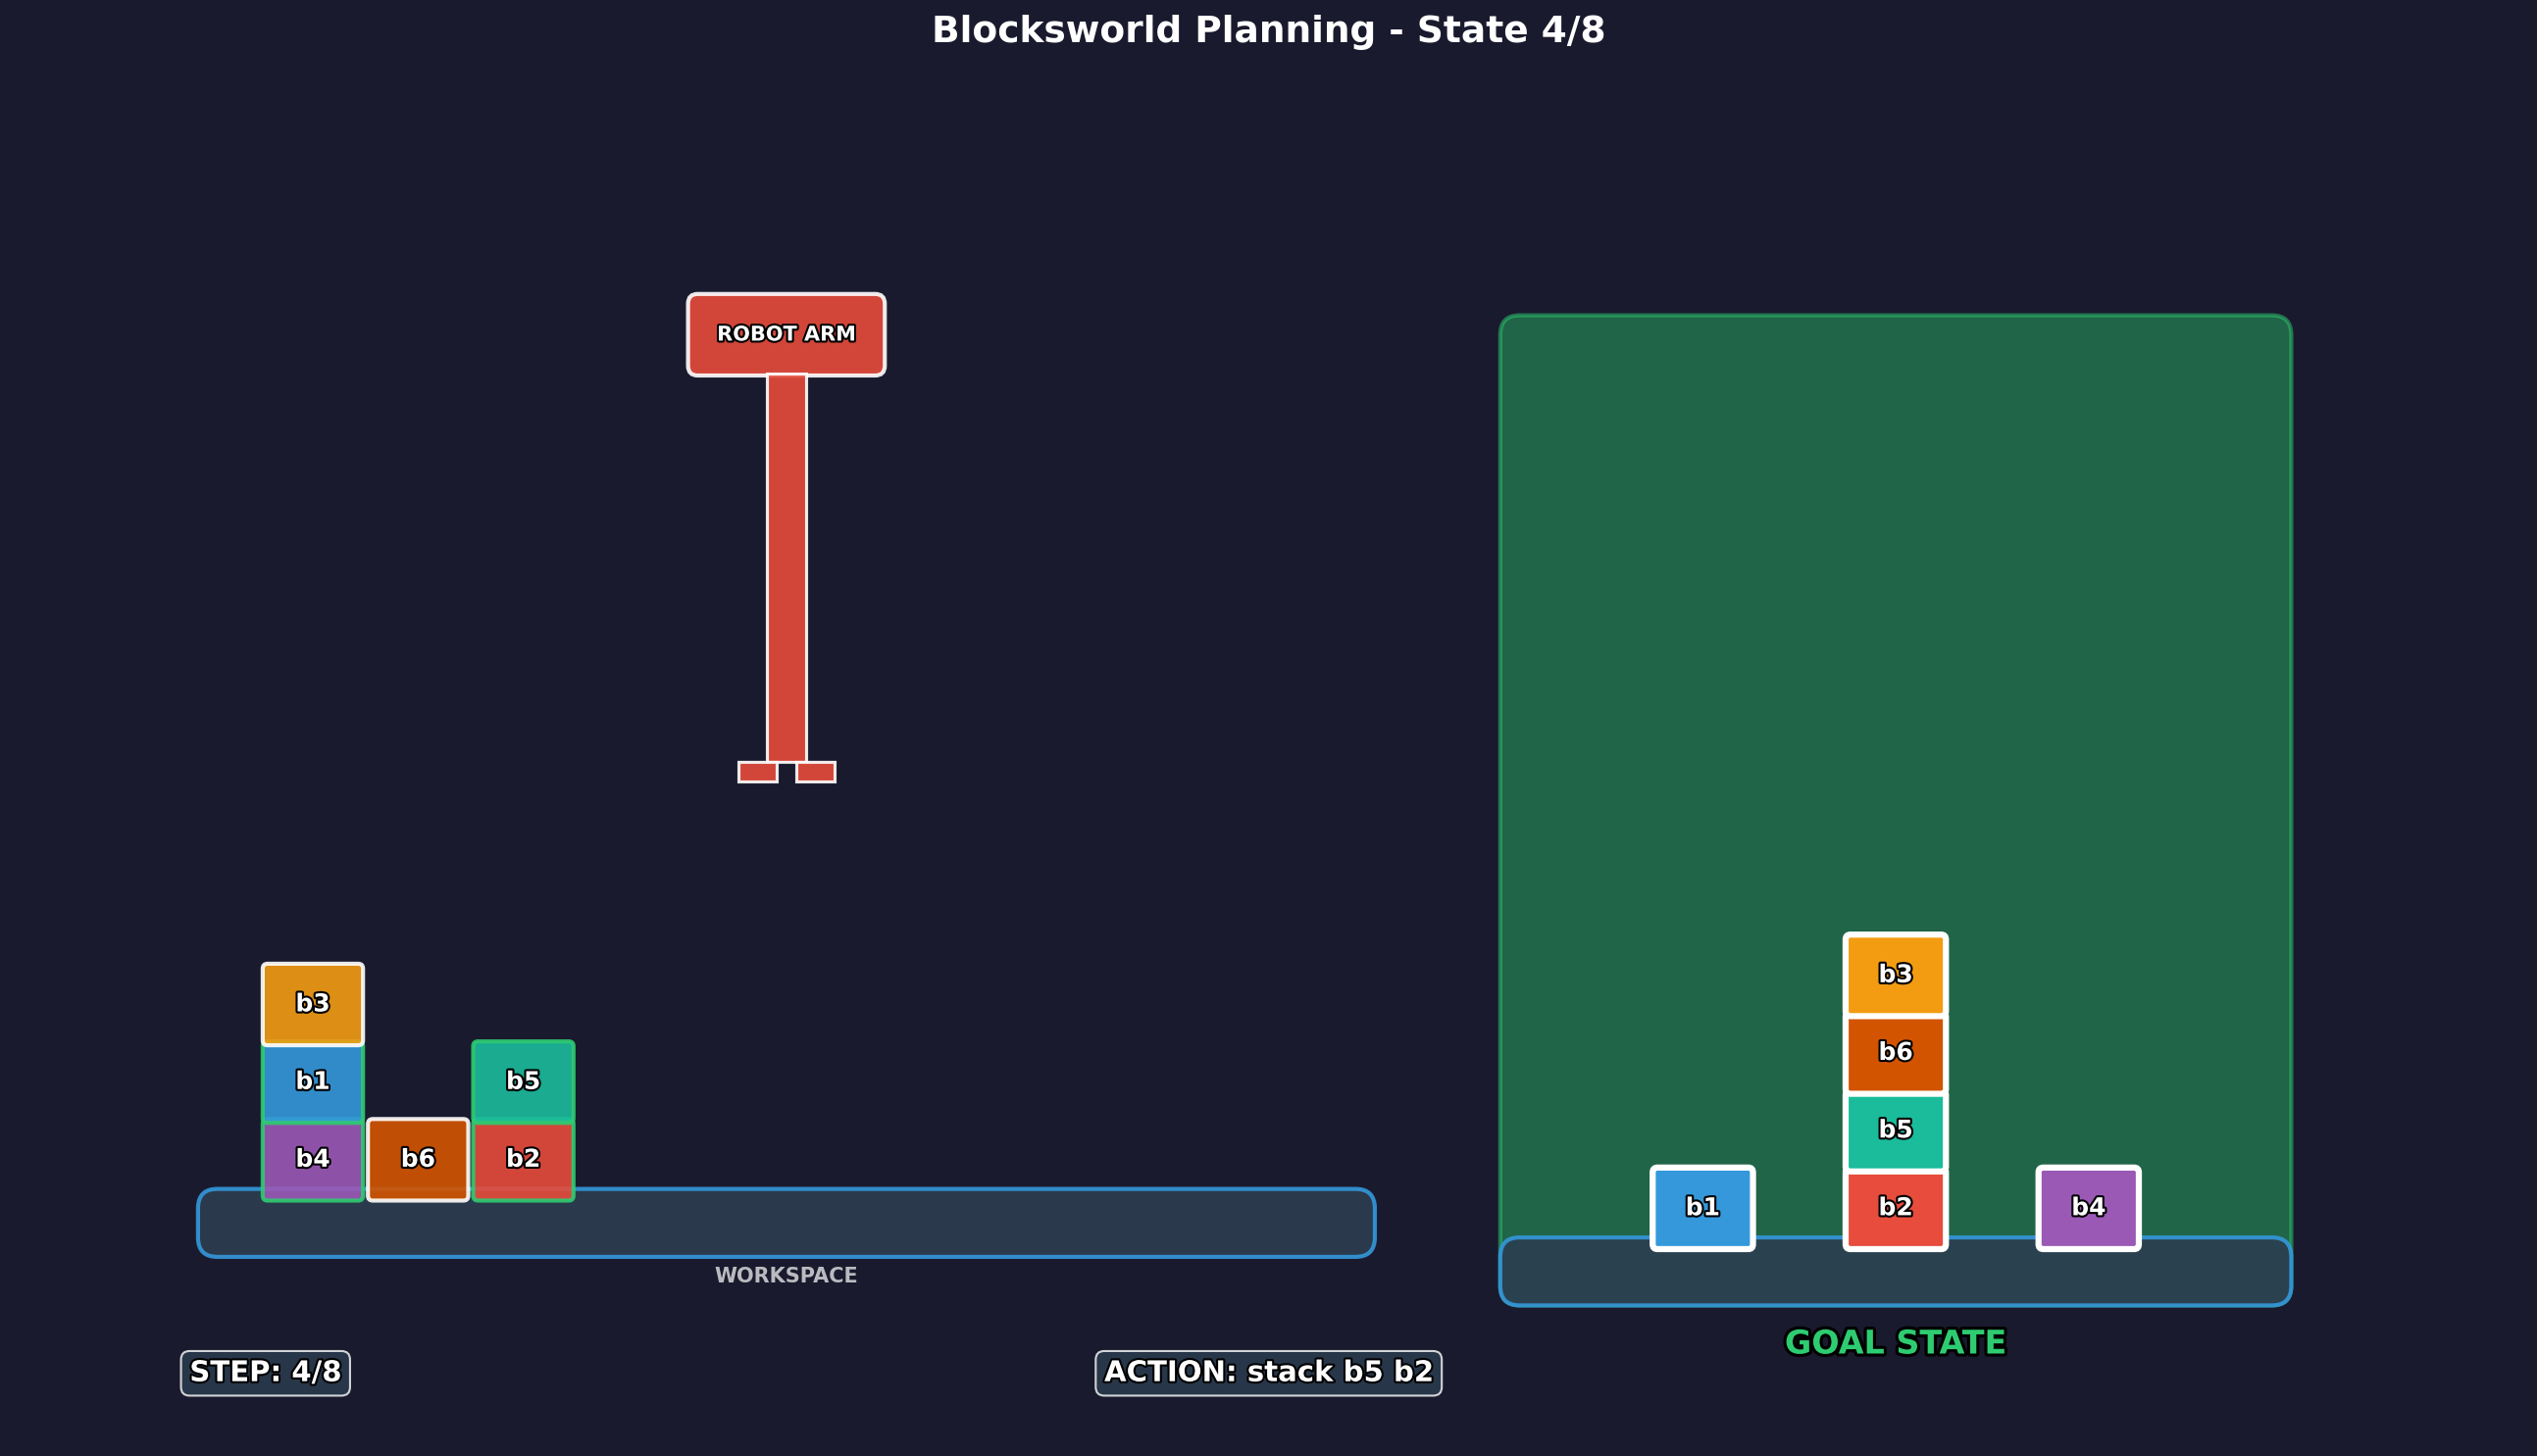 Blocksworld Planning - State 4/8
ROBOT ARM
b3
b1
b5
b4
b6
b2
WORKSPACE
b3
b6
b5
b1
b2
b4
GOAL STATE
STEP: 4/8
ACTION: stack b5 b2